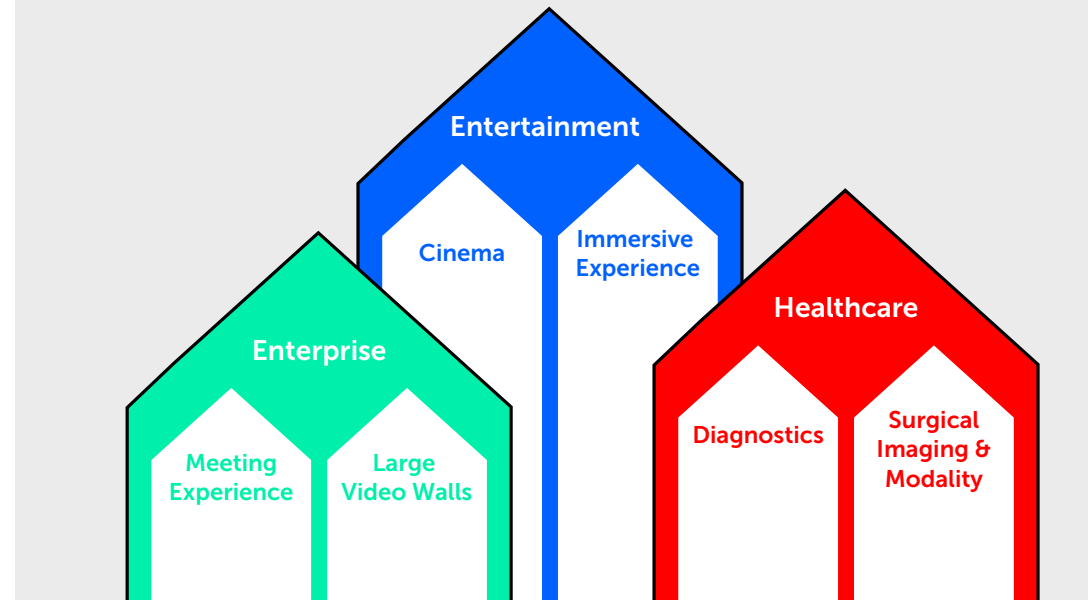 Entertainment
Cinema
Immersive
Experience
Enterprise
Meeting
Experience
Large
Video Walls
Healthcare
Diagnostics
Surgical
Imaging &
Modality